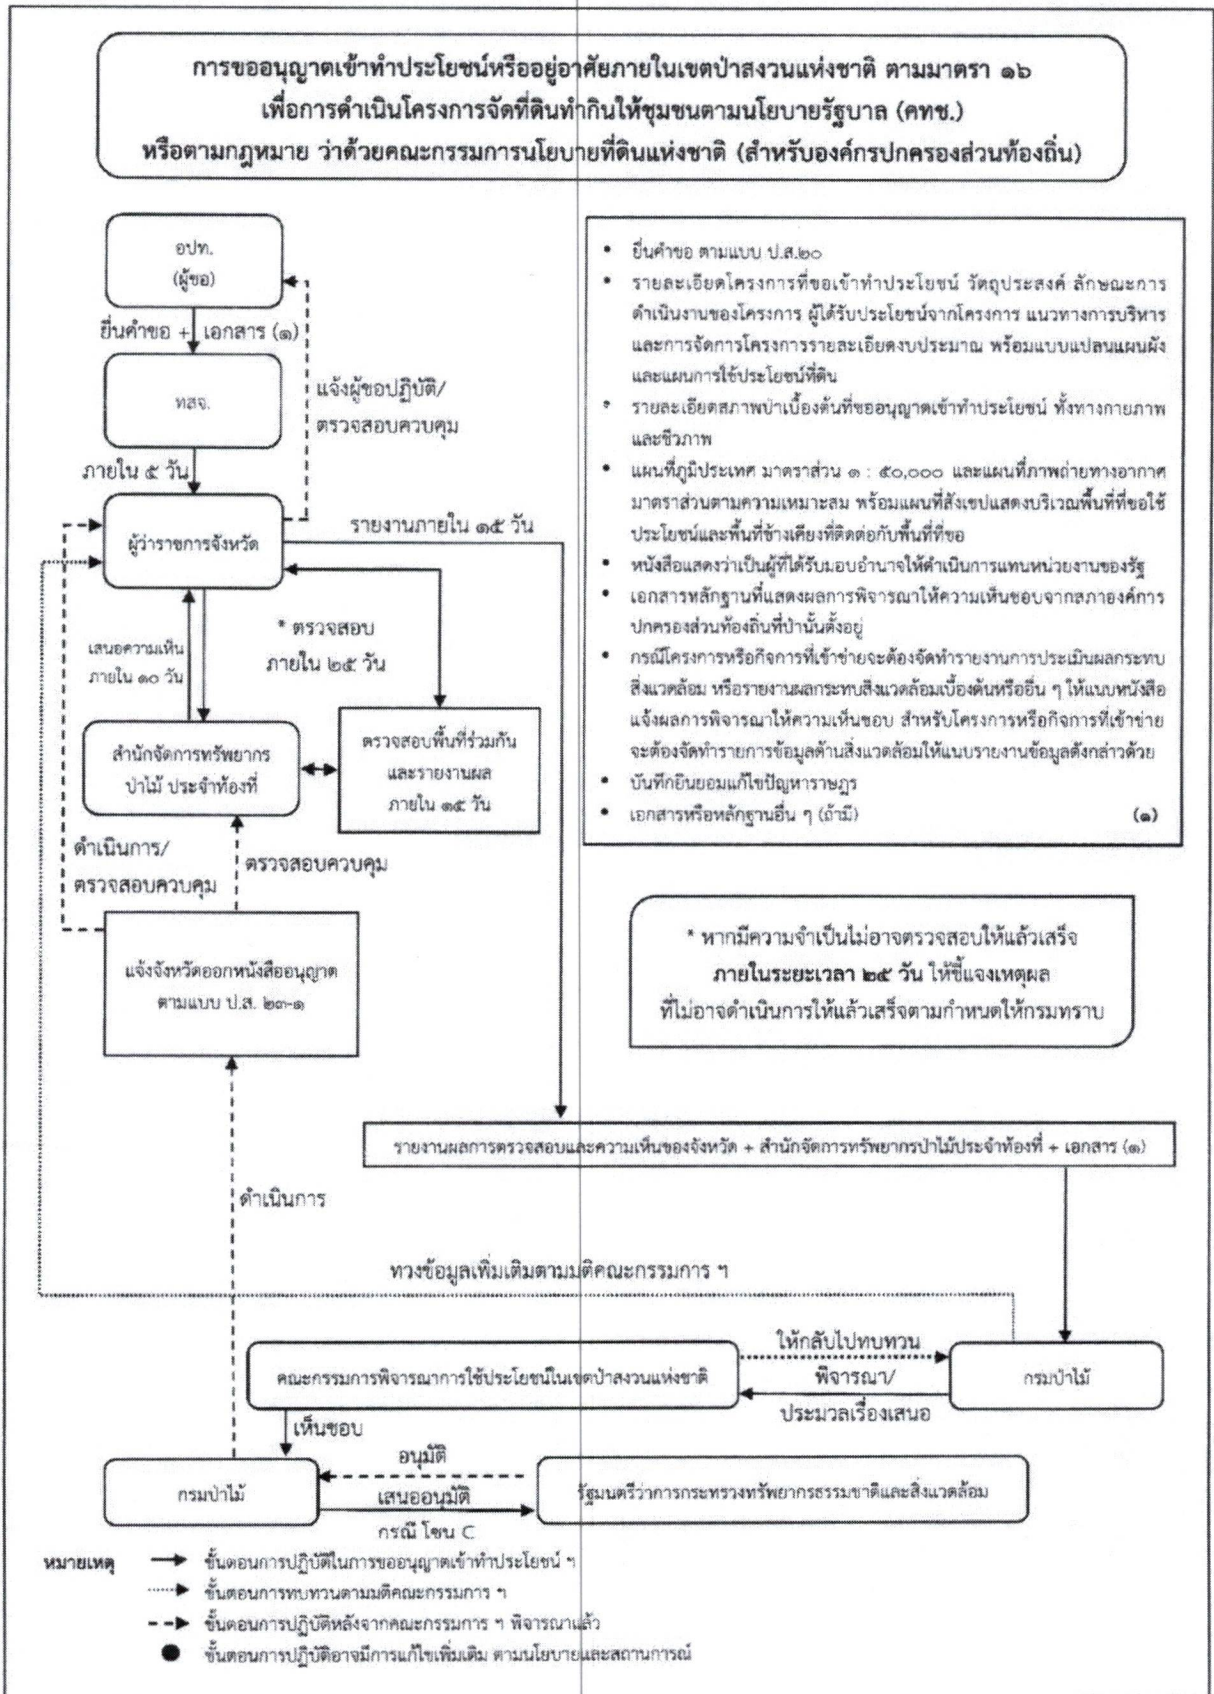 การขออนุญาตเข้าทำประโยชน์หรืออยู่อาศัยภายในเขตป่าสงวนแห่งชาติ ตามมาตรา ๑๖
เพื่อการดำเนินโครงการจัดที่ดินทำกินให้ชุมชนตามนโยบายรัฐบาล (คทช.)
หรือตามกฎหมาย ว่าด้วยคณะกรรมการนโยบายที่ดินแห่งชาติ (สำหรับองค์กรปกครองส่วนท้องถิ่น)
อปท.
(ผู้ขอ)
ยื่นคำขอ + เอกสาร (๑)
ทสจ.
แจ้งผู้ขอปฏิบัติ/
ตรวจสอบควบคุม
ภายใน ๕ วัน
ผู้ว่าราชการจังหวัด
รายงานภายใน ๑๕ วัน
* ตรวจสอบ
ภายใน ๒๕ วัน
เสนอความเห็น
ภายใน ๑๐ วัน
สำนักจัดการทรัพยากร
ป่าไม้ ประจำท้องที่
ตรวจสอบพื้นที่ร่วมกัน
และรายงานผล
ภายใน ๑๕ วัน
ดำเนินการ/
ตรวจสอบควบคุม
ตรวจสอบควบคุม
แจ้งจังหวัดออกหนังสืออนุญาต
ตามแบบ ป.ส. ๒๓-๑
• ยื่นคำขอ ตามแบบ ป.ส.๒๐
• รายละเอียดโครงการที่ขอเข้าทำประโยชน์ วัตถุประสงค์ ลักษณะการ
ดำเนินงานของโครงการ ผู้ได้รับประโยชน์จากโครงการ แนวทางการบริหาร
และการจัดการโครงการรายละเอียดงบประมาณ พร้อมแบบแปลนแผนผัง
และแผนการใช้ประโยชน์ที่ดิน
• รายละเอียดสภาพป่าเบื้องต้นที่ขออนุญาตเข้าทำประโยชน์ ทั้งทางกายภาพ
และชีวภาพ
• แผนที่ภูมิประเทศ มาตราส่วน ๑ : ๕๐,๐๐๐ และแผนที่ภาพถ่ายทางอากาศ
มาตราส่วนตามความเหมาะสม พร้อมแผนที่สังเขปแสดงบริเวณพื้นที่ที่ขอใช้
ประโยชน์และพื้นที่ข้างเคียงที่ติดต่อกับพื้นที่ที่ขอ
• หนังสือแสดงว่าเป็นผู้ที่ได้รับมอบอำนาจให้ดำเนินการแทนหน่วยงานของรัฐ
• เอกสารหลักฐานที่แสดงผลการพิจารณาให้ความเห็นชอบจากสภาองค์การ
ปกครองส่วนท้องถิ่นที่ป่านั้นตั้งอยู่
• กรณีโครงการหรือกิจการที่เข้าข่ายจะต้องจัดทำรายงานการประเมินผลกระทบ
สิ่งแวดล้อม หรือรายงานผลกระทบสิ่งแวดล้อมเบื้องต้นหรืออื่น ๆ ให้แนบหนังสือ
แจ้งผลการพิจารณาให้ความเห็นชอบ สำหรับโครงการหรือกิจการที่เข้าข่าย
จะต้องจัดทำรายการข้อมูลด้านสิ่งแวดล้อมให้แนบรายงานข้อมูลดังกล่าวด้วย
• บันทึกยินยอมแก้ไขปัญหาราษฎร
• เอกสารหรือหลักฐานอื่น ๆ (ถ้ามี) (๑)
* หากมีความจำเป็นไม่อาจตรวจสอบให้แล้วเสร็จ
ภายในระยะเวลา ๒๕ วัน ให้ชี้แจงเหตุผล
ที่ไม่อาจดำเนินการให้แล้วเสร็จตามกำหนดให้กรมทราบ
รายงานผลการตรวจสอบและความเห็นของจังหวัด + สำนักจัดการทรัพยากรป่าไม้ประจำท้องที่ + เอกสาร (๑)
ดำเนินการ
ทวงข้อมูลเพิ่มเติมตามมติคณะกรรมการ ฯ
คณะกรรมการพิจารณาการใช้ประโยชน์ในเขตป่าสงวนแห่งชาติ
ให้กลับไปทบทวน
พิจารณา/
ประมวลเรื่องเสนอ
กรมป่าไม้
เห็นชอบ
กรมป่าไม้
อนุมัติ
เสนออนุมัติ
กรณี โซน C
รัฐมนตรีว่าการกระทรวงทรัพยากรธรรมชาติและสิ่งแวดล้อม
หมายเหตุ ขั้นตอนการปฏิบัติในการขออนุญาตเข้าทำประโยชน์ ฯ
ขั้นตอนการทบทวนตามมติคณะกรรมการ ฯ
ขั้นตอนการปฏิบัติหลังจากคณะกรรมการ ฯ พิจารณาแล้ว
ขั้นตอนการปฏิบัติอาจมีการแก้ไขเพิ่มเติม ตามนโยบายและสถานการณ์